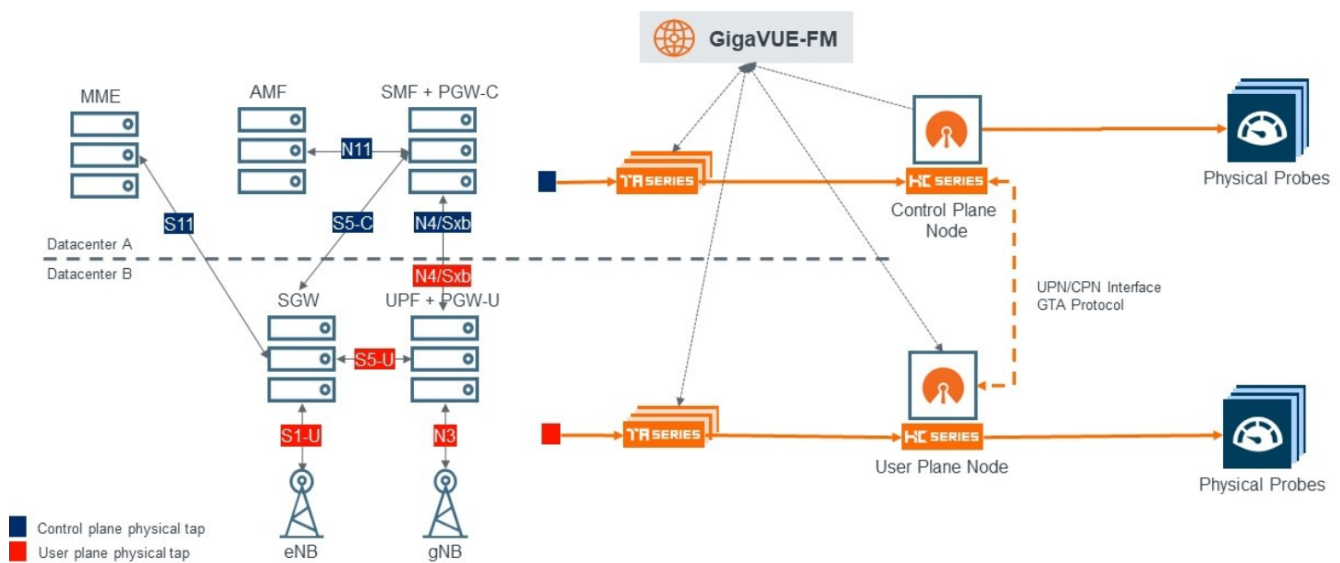 GigaVUE-FM
MME
AMF
SMF + PGW-C
N11
S11
S5-C
N4/Sxb
Datacenter A
Datacenter B
N4/Sxb
SGW
UPF + PGW-U
S5-U
S1-U
N3
eNB
gNB
Control plane physical tap
User plane physical tap
TA SERIES
HC SERIES
Control Plane
Node
Physical Probes
UPN/CPN Interface
GTA Protocol
TA SERIES
HC SERIES
User Plane Node
Physical Probes